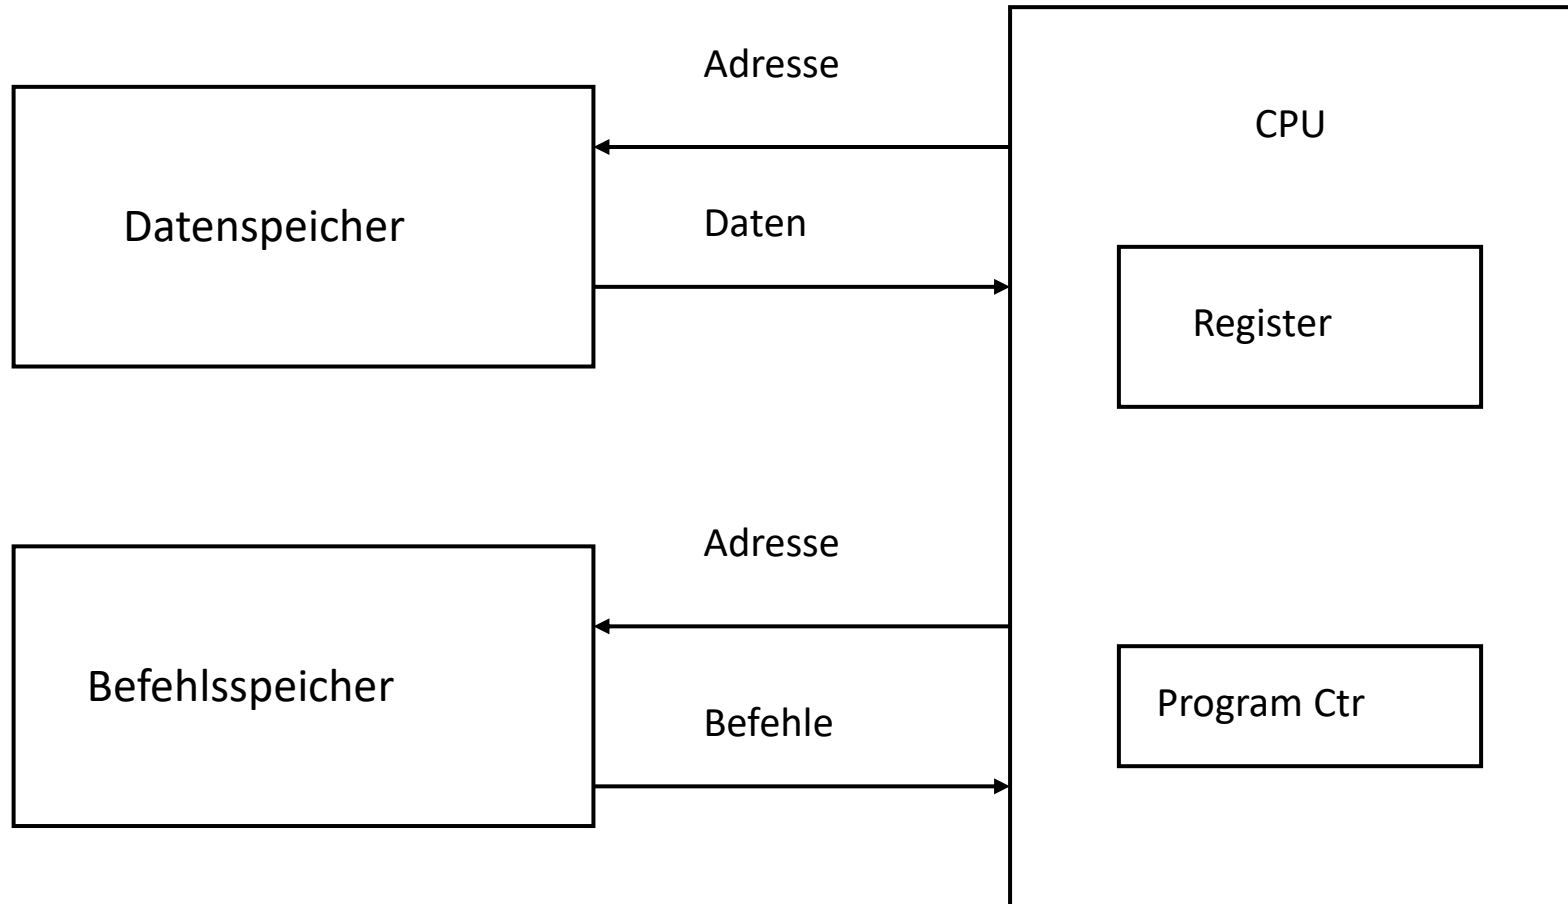 Adresse
CPU
Datenspeicher
Daten
Register
Adresse
Befehlsspeicher
Befehle
Program Ctr